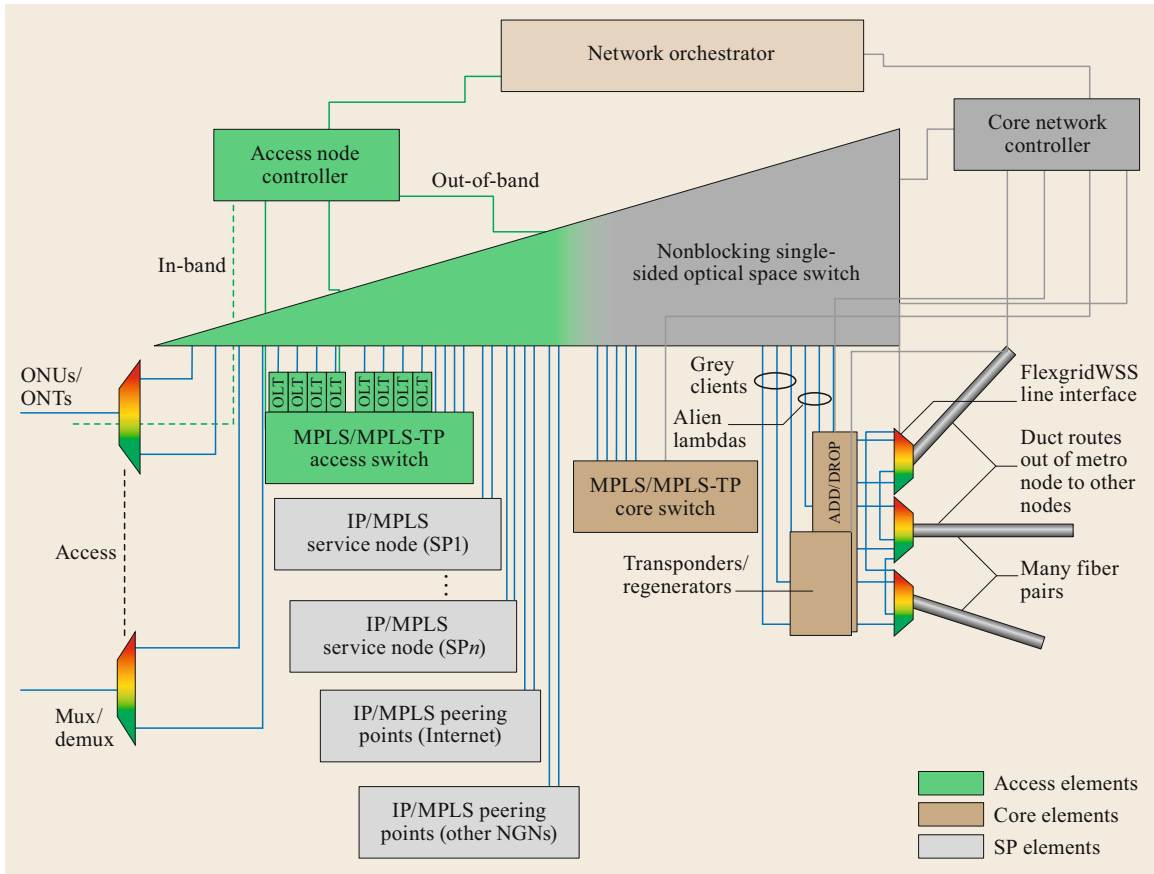 Network orchestrator
Access node
controller
Core network
controller
Out-of-band
In-band
Nonblocking single-
sided optical space switch
ONUs/
ONTs
OLT
OLT
OLT
OLT
OLT
OLT
OLT
OLT
MPLS/MPLS-TP
access switch
Grey
clients
Alien
lambdas
FlexgridWSS
line interface
Duct routes
out of metro
node to other
nodes
MPLS/MPLS-TP
core switch
ADD/DROP
IP/MPLS
service node (SP1)
Access
Transponders/
regenerators
Many fiber
pairs
IP/MPLS
service node (SPn)
Mux/
demux
IP/MPLS peering
points (Internet)
IP/MPLS peering
points (other NGNs)
Access elements
Core elements
SP elements